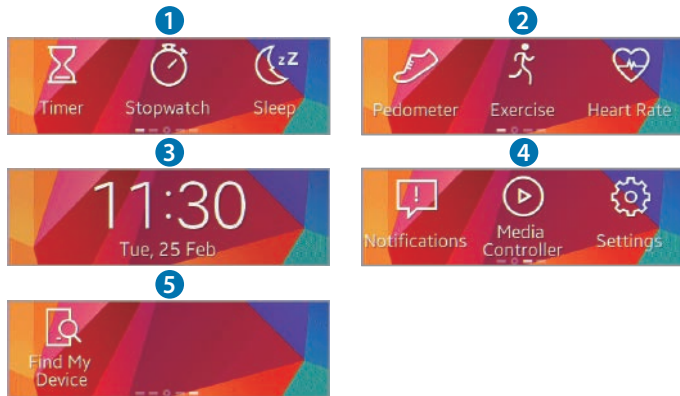 1
Timer Stopwatch Sleep
2
Pedometer Exercise Heart Rate
3
11:30
Tue, 25 Feb
4
Notifications Media Controller Settings
5
Find My
Device